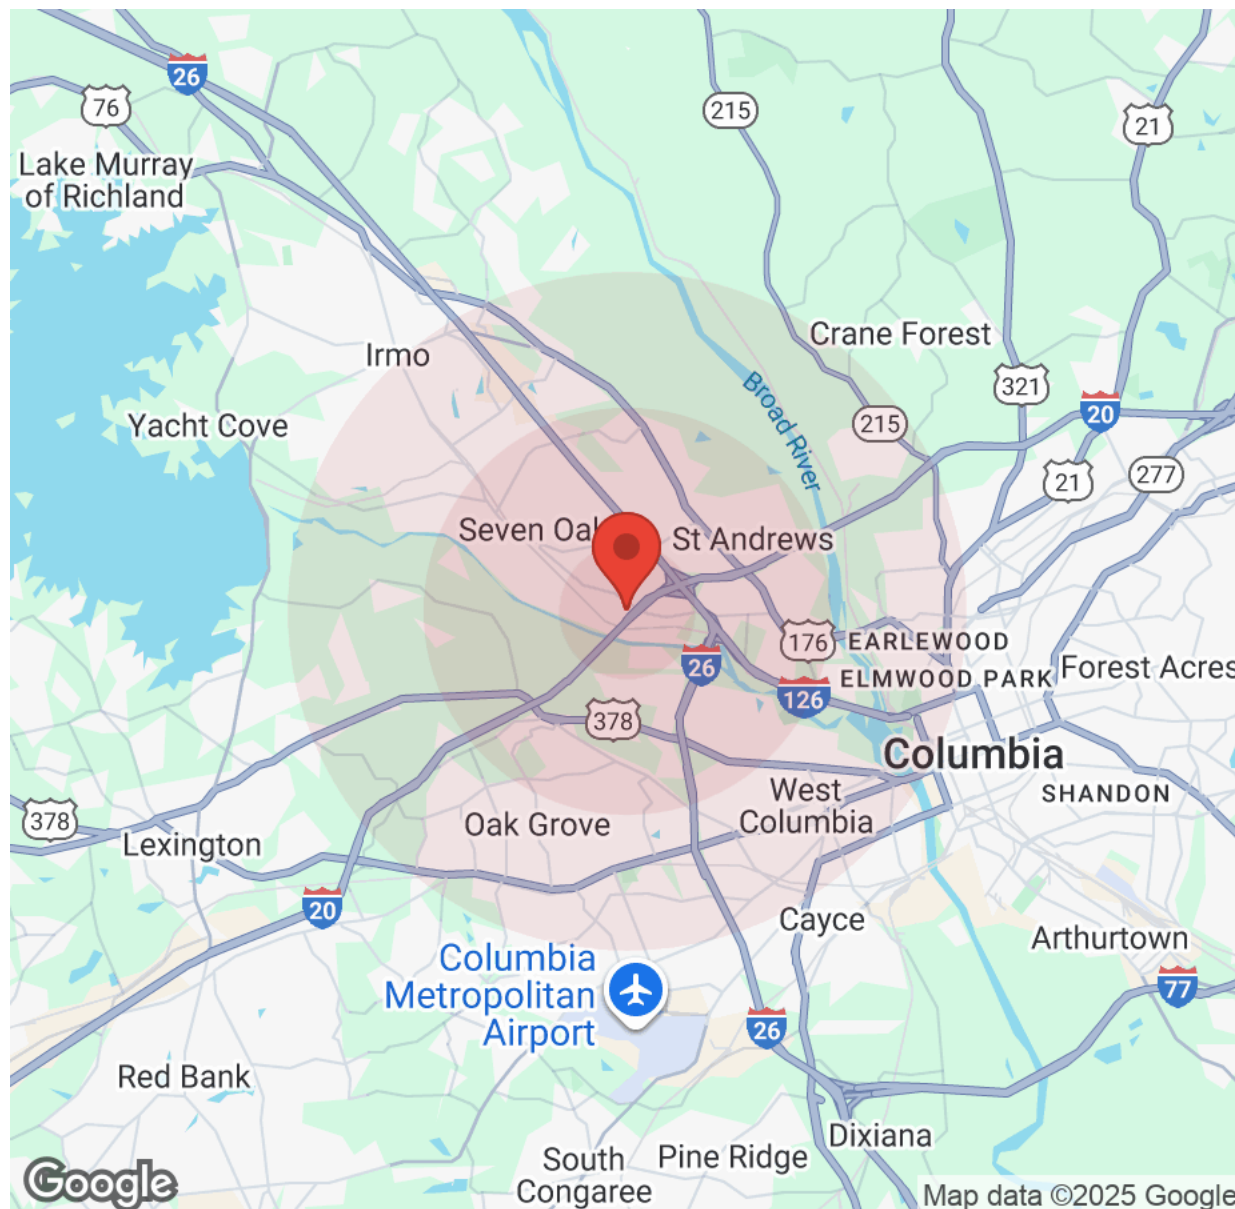 26
76
215
21
Lake Murray
of Richland
Crane Forest
Irmo
321
Broad River
20
Yacht Cove
215
277
21
Seven Oa
St Andrews
176
EARLEWOOD
26
ELMWOOD PARK
Forest Acres
126
378
Columbia
West
Columbia
SHANDON
378
Oak Grove
Lexington
20
Cayce
Arthurtown
Columbia
Metropolitan
Airport
77
26
Red Bank
Dixiana
South
Congaree
Pine Ridge
Google
Map data ©2025 Google